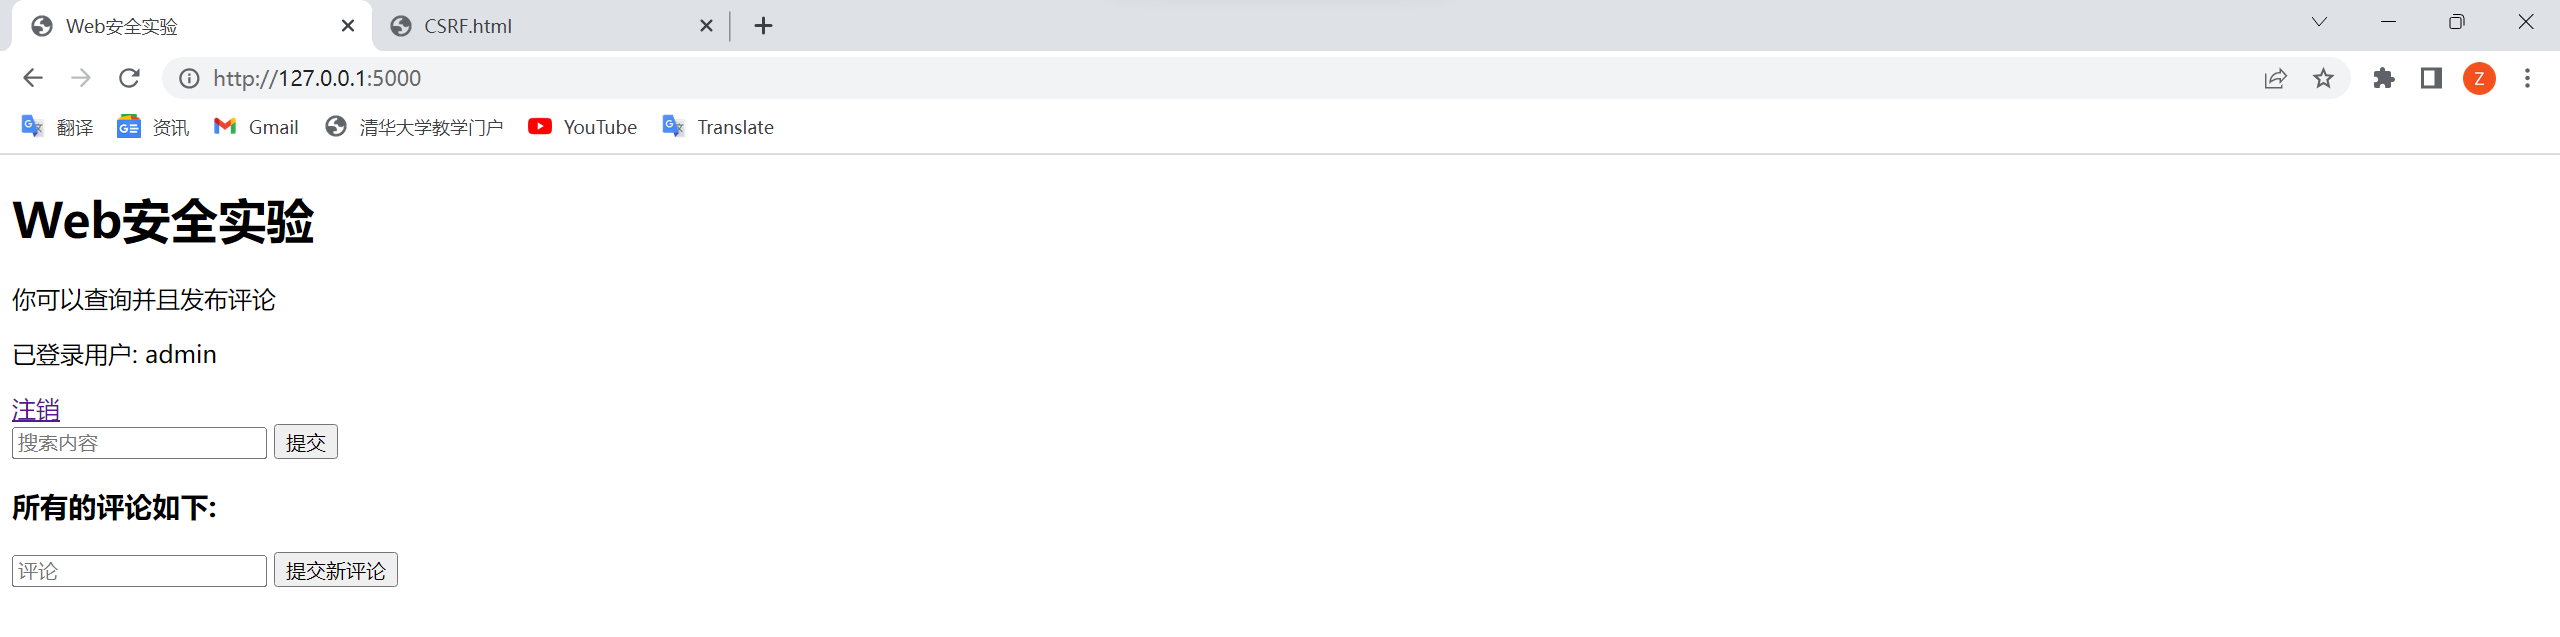 Web安全实验
CSRF.html
http://127.0.0.1:5000
Z
翻译 资讯 Gmail 清华大学教学门户 YouTube Translate
Web安全实验
你可以查询并且发布评论
已登录用户: admin
注销
搜索内容 提交
所有的评论如下:
评论 提交新评论